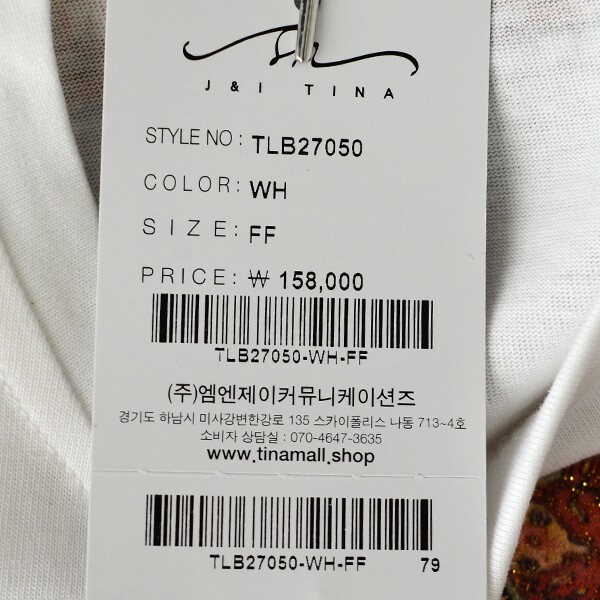 J & I TINA
STYLE NO : TLB27050
COLOR: WH
SIZE: FF
PRICE: ₩ 158,000
TLB27050-WH-FF
(주)엠엔제이커뮤니케이션즈
경기도 하남시 미사강변한강로 135 스카이폴리스 나동 713~4호
소비자 상담실 : 070-4647-3635
www.tinamall.shop
TLB27050-WH-FF 79